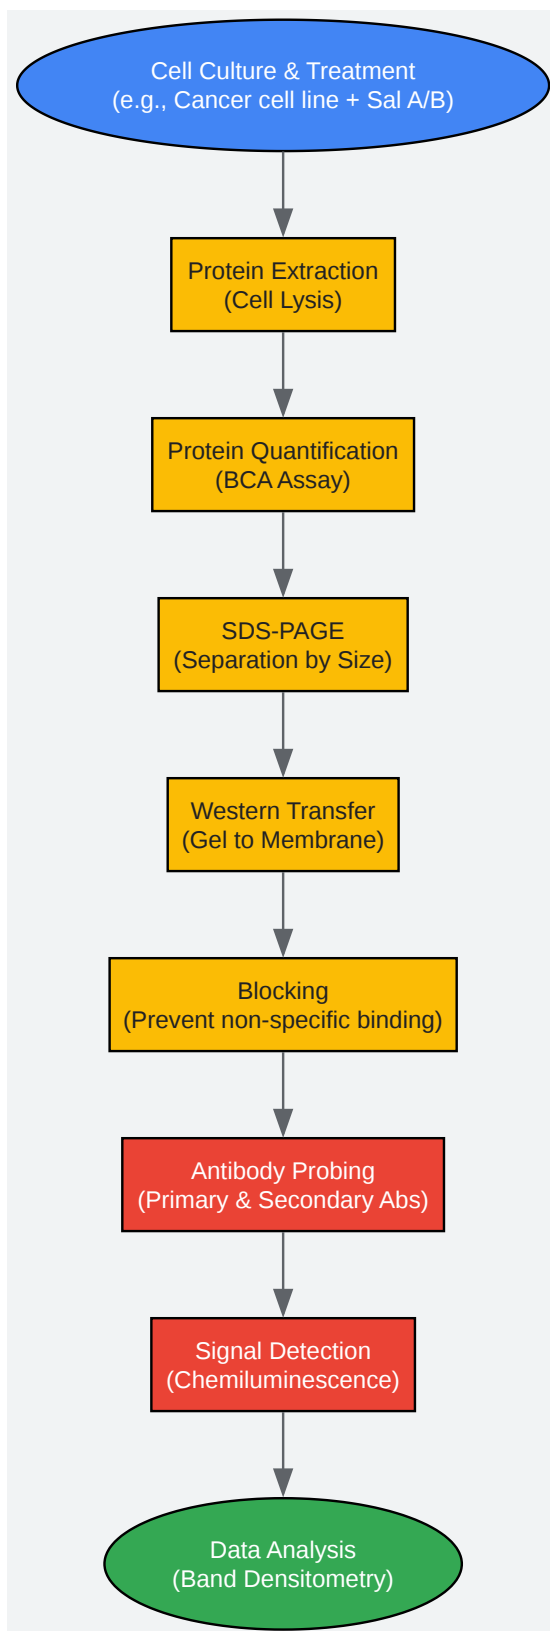 Cell Culture & Treatment
(e.g., Cancer cell line + Sal A/B)
Protein Extraction
(Cell Lysis)
Protein Quantification
(BCA Assay)
SDS-PAGE
(Separation by Size)
Western Transfer
(Gel to Membrane)
Blocking
(Prevent non-specific binding)
Antibody Probing
(Primary & Secondary Abs)
Signal Detection
(Chemiluminescence)
Data Analysis
(Band Densitometry)